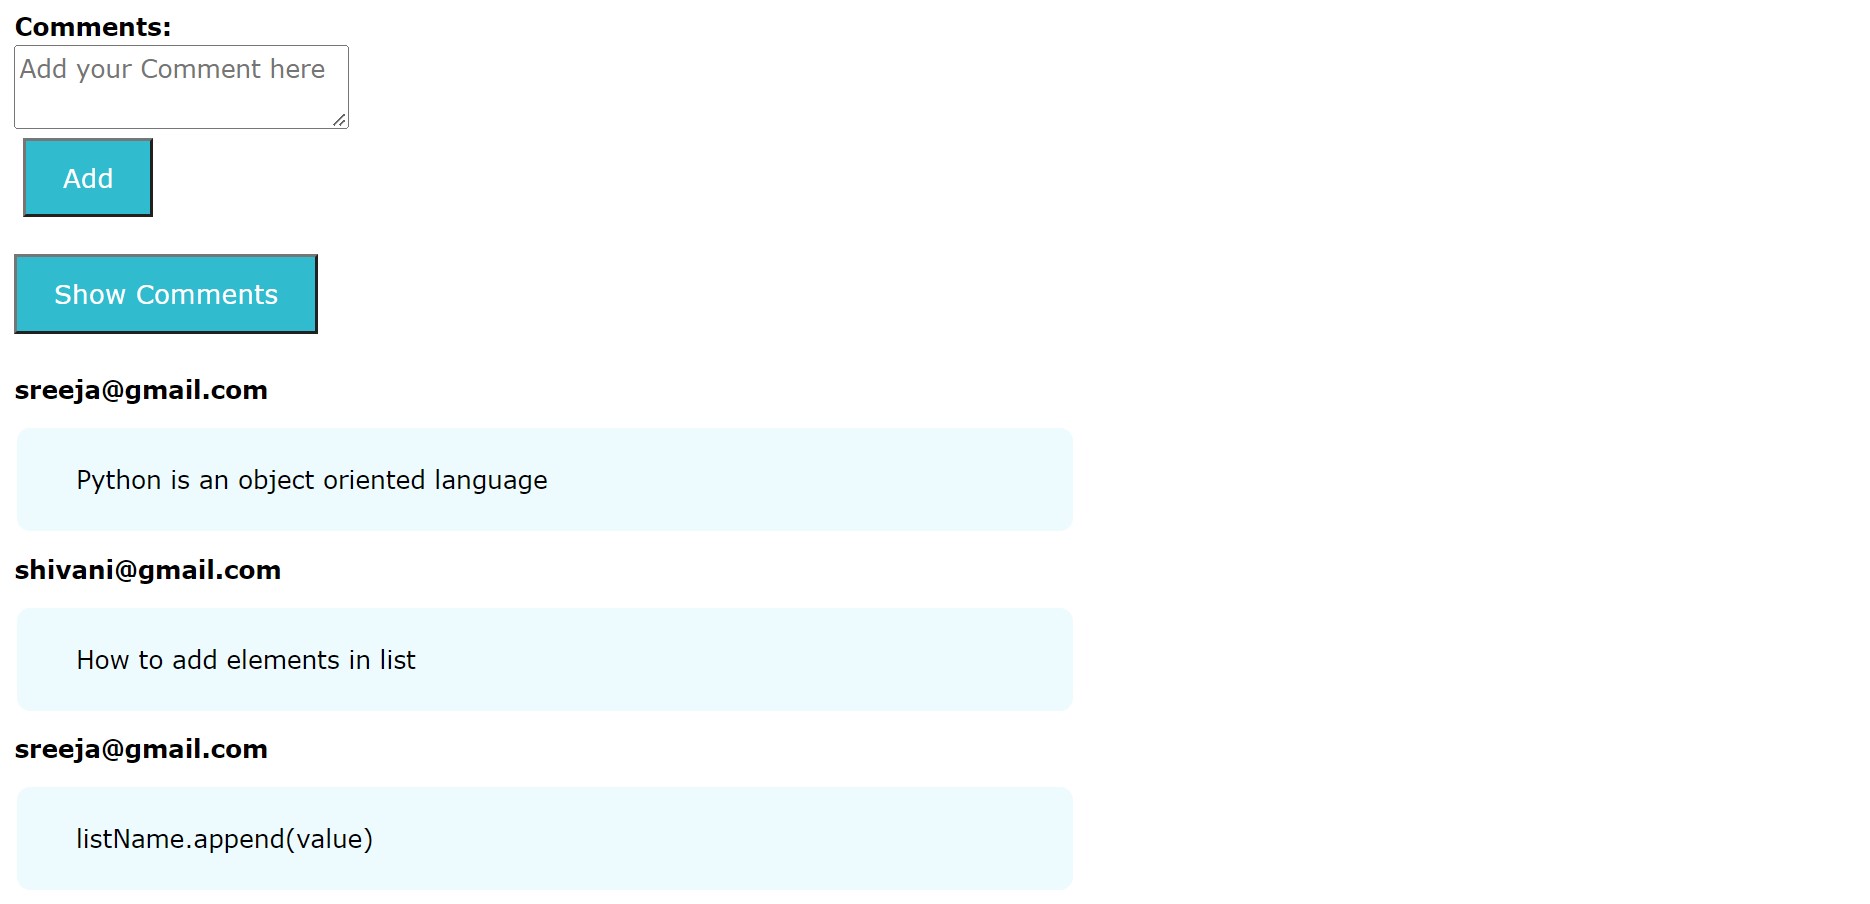 Comments:
Add your Comment here
Add
Show Comments
sreeja@gmail.com
Python is an object oriented language
shivani@gmail.com
How to add elements in list
sreeja@gmail.com
listName.append(value)